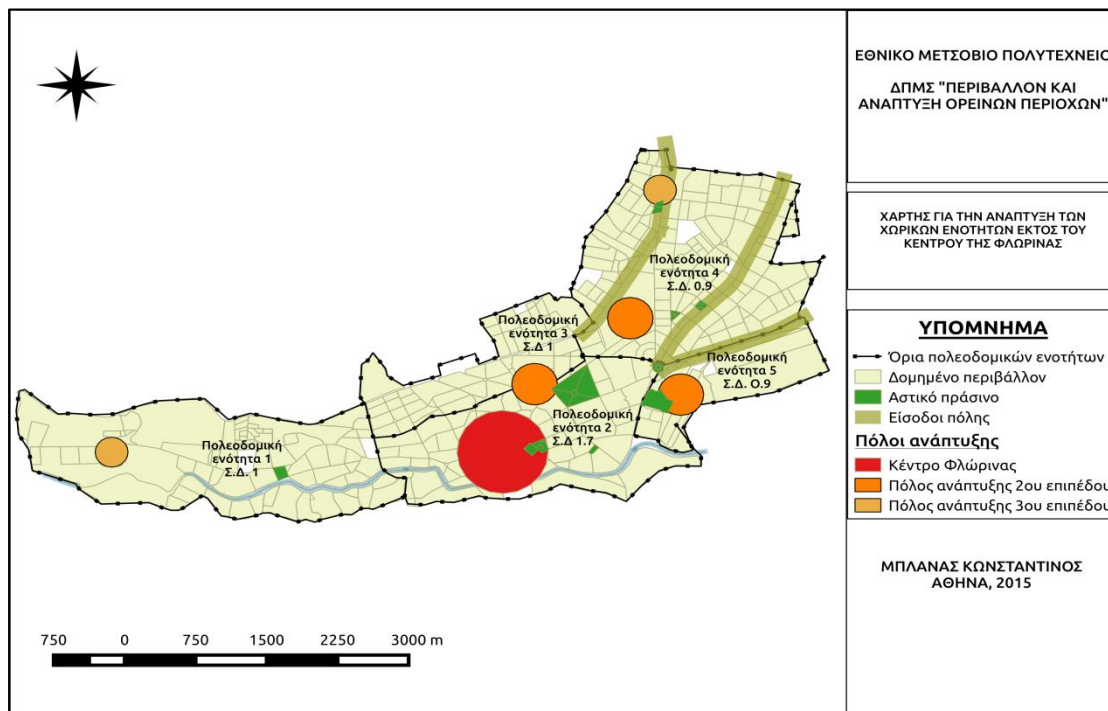 ΕΘΝΙΚΟ ΜΕΤΣΟΒΙΟ ΠΟΛΥΤΕΧΝΕΙΟ
ΔΠΜΣ "ΠΕΡΙΒΑΛΛΟΝ ΚΑΙ
ΑΝΑΠΤΥΞΗ ΟΡΕΙΝΩΝ ΠΕΡΙΟΧΩΝ"
ΧΑΡΤΗΣ ΓΙΑ ΤΗΝ ΑΝΑΠΤΥΞΗ ΤΩΝ
ΧΩΡΙΚΩΝ ΕΝΟΤΗΤΩΝ ΕΚΤΟΣ ΤΟΥ
ΚΕΝΤΡΟΥ ΤΗΣ ΦΛΩΡΙΝΑΣ
Πολεοδομική
ενότητα 4
Σ.Δ. 0.9
Πολεοδομική
ενότητα 3
Σ.Δ 1
Πολεοδομική
ενότητα 5
Σ.Δ. Ο.9
Πολεοδομική
ενότητα 2
Σ.Δ 1.7
Πολεοδομική
ενότητα 1
Σ.Δ. 1
ΥΠΟΜΝΗΜΑ
Όρια πολεοδομικών ενοτήτων
Δομημένο περιβάλλον
Αστικό πράσινο
Είσοδοι πόλης
Πόλοι ανάπτυξης
Κέντρο Φλώρινας
Πόλος ανάπτυξης 2ου επιπέδου
Πόλος ανάπτυξης 3ου επιπέδου
ΜΠΛΑΝΑΣ ΚΩΝΣΤΑΝΤΙΝΟΣ
ΑΘΗΝΑ, 2015
750 0 750 1500 2250 3000 m